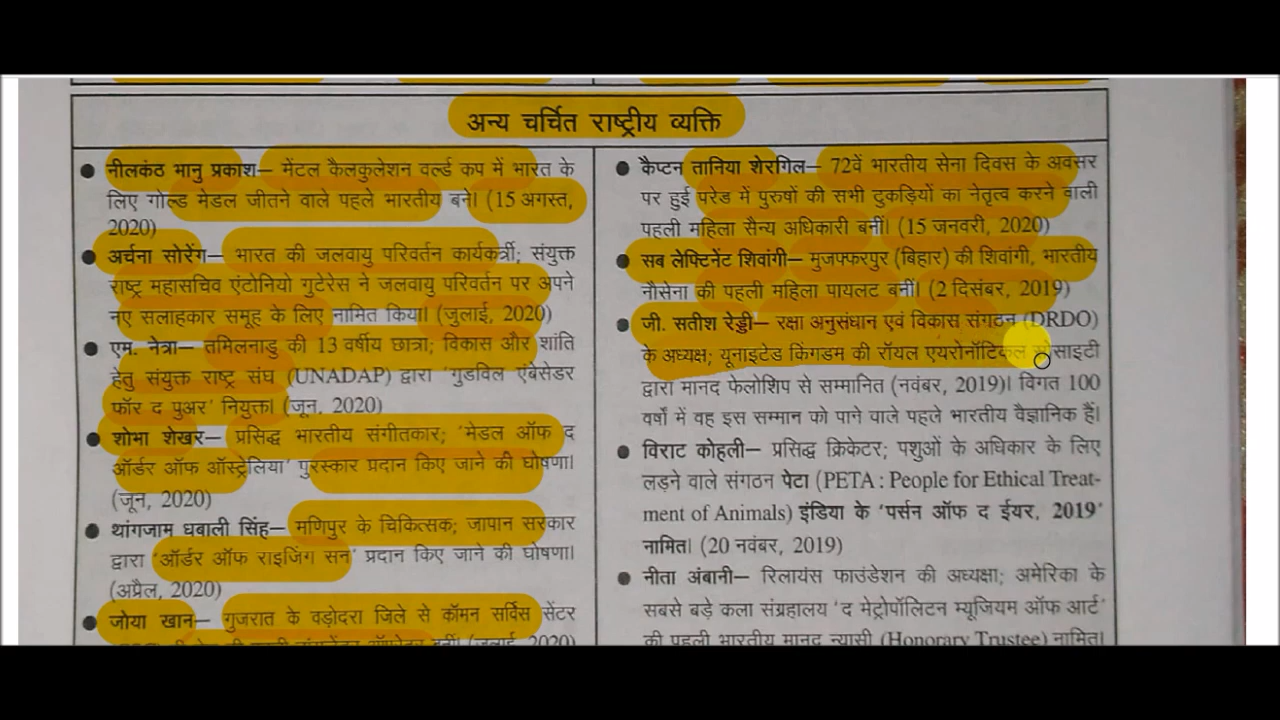 अन्य चर्चित राष्ट्रीय व्यक्ति
● नीलकंठ भानु प्रकाश– मेंटल कैलकुलेशन वर्ल्ड कप में भारत के
लिए गोल्ड मेडल जीतने वाले पहले भारतीय बने। (15 अगस्त,
2020)
● अर्चना सोरेंग– भारत की जलवायु परिवर्तन कार्यकर्त्री; संयुक्त
राष्ट्र महासचिव एंटोनियो गुटेरेस ने जलवायु परिवर्तन पर अपने
नए सलाहकार समूह के लिए नामित किया। (जुलाई, 2020)
● एम. नेत्रा– तमिलनाडु की 13 वर्षीय छात्रा; विकास और शांति
हेतु संयुक्त राष्ट्र संघ (UNADAP) द्वारा 'गुडविल एंबेसेडर
फॉर द पुअर' नियुक्त। (जून, 2020)
● शोभा शेखर– प्रसिद्ध भारतीय संगीतकार; 'मेडल ऑफ द
ऑर्डर ऑफ ऑस्ट्रेलिया' पुरस्कार प्रदान किए जाने की घोषणा।
(जून, 2020)
● थांगजाम धबाली सिंह– मणिपुर के चिकित्सक; जापान सरकार
द्वारा 'ऑर्डर ऑफ राइजिंग सन' प्रदान किए जाने की घोषणा।
(अप्रैल, 2020)
● जोया खान– गुजरात के वड़ोदरा जिले से कॉमन सर्विस सेंटर
(जुलाई, 2020)
● कैप्टन तानिया शेरगिल– 72वें भारतीय सेना दिवस के अवसर
पर हुई परेड में पुरुषों की सभी टुकड़ियों का नेतृत्व करने वाली
पहली महिला सैन्य अधिकारी बनीं। (15 जनवरी, 2020)
● सब लेफ्टिनेंट शिवांगी– मुजफ्फरपुर (बिहार) की शिवांगी, भारतीय
नौसेना की पहली महिला पायलट बनीं। (2 दिसंबर, 2019)
● जी. सतीश रेड्डी– रक्षा अनुसंधान एवं विकास संगठन (DRDO)
के अध्यक्ष; यूनाइटेड किंगडम की रॉयल एयरोनॉटिकल सोसाइटी
द्वारा मानद फेलोशिप से सम्मानित (नवंबर, 2019)। विगत 100
वर्षों में वह इस सम्मान को पाने वाले पहले भारतीय वैज्ञानिक हैं।
● विराट कोहली– प्रसिद्ध क्रिकेटर; पशुओं के अधिकार के लिए
लड़ने वाले संगठन पेटा (PETA : People for Ethical Treat-
ment of Animals) इंडिया के 'पर्सन ऑफ द ईयर, 2019'
नामित। (20 नवंबर, 2019)
● नीता अंबानी– रिलायंस फाउंडेशन की अध्यक्षा; अमेरिका के
सबसे बड़े कला संग्रहालय 'द मेट्रोपॉलिटन म्यूजियम ऑफ आर्ट'
की पहली भारतीय मानद न्यासी (Honorary Trustee) नामित।